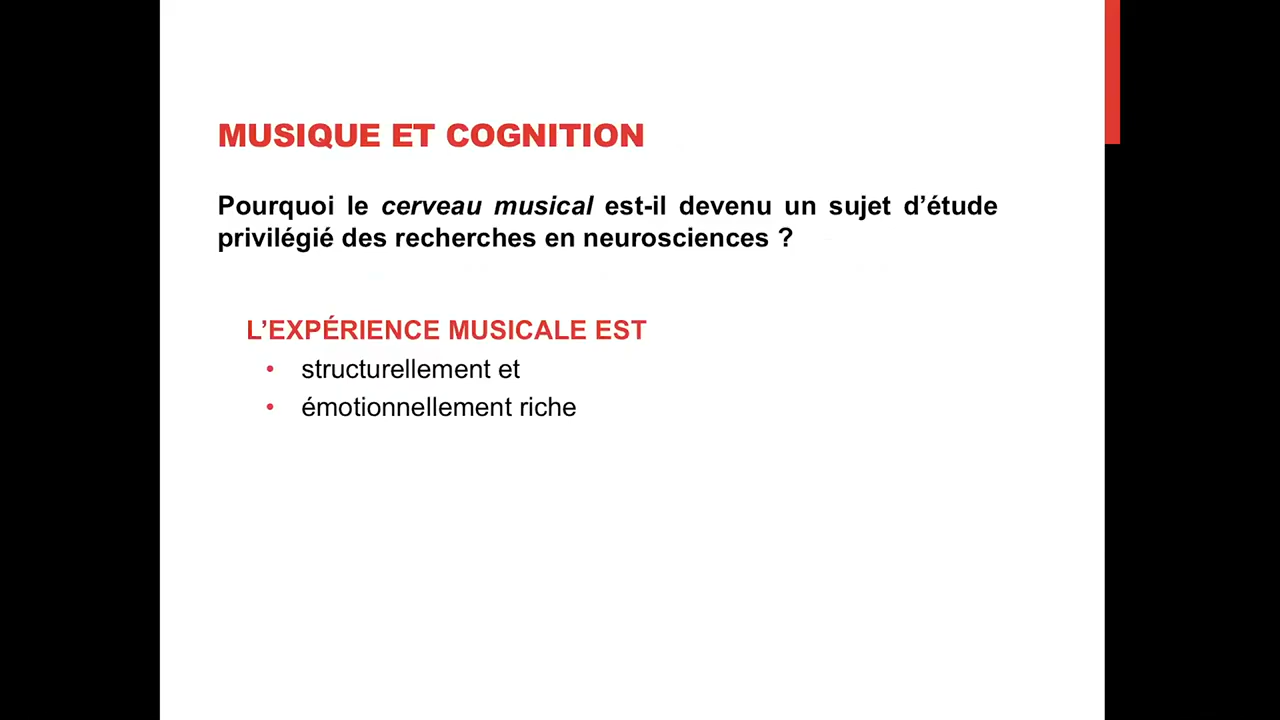 MUSIQUE ET COGNITION
Pourquoi le cerveau musical est-il devenu un sujet d’étude
privilégié des recherches en neurosciences ?
L’EXPÉRIENCE MUSICALE EST
• structurellement et
• émotionnellement riche